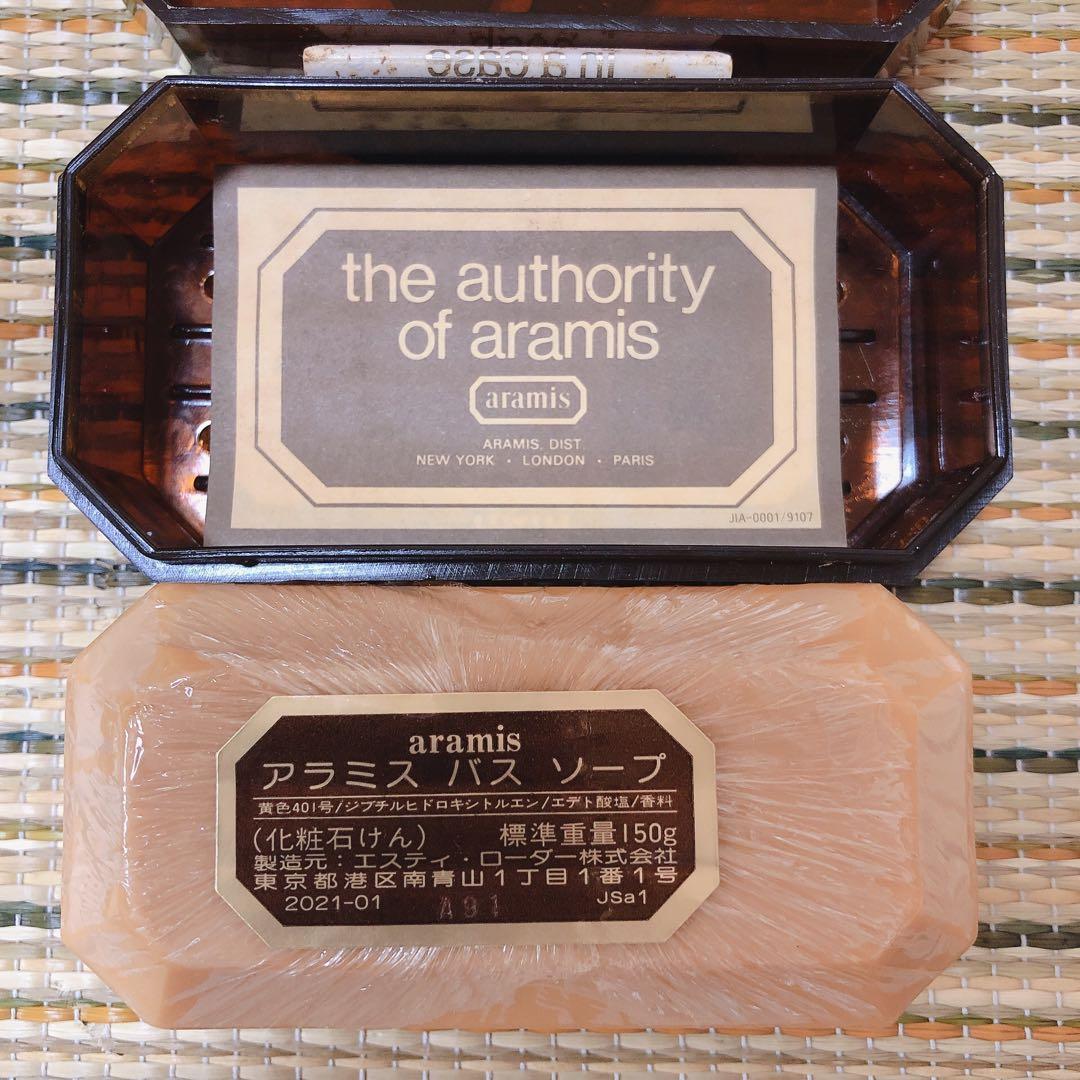 in a case
the authority
of aramis
aramis
ARAMIS, DIST.
NEW YORK · LONDON · PARIS
JIA-0001/9107
aramis
アラミス バス ソープ
黄色401号/ジブチルヒドロキシトルエン/エデト酸塩/香料
(化粧石けん) 標準重量150g
製造元:エスティ・ローダー株式会社
東京都港区南青山1丁目1番1号
2021-01 A91 JSa1